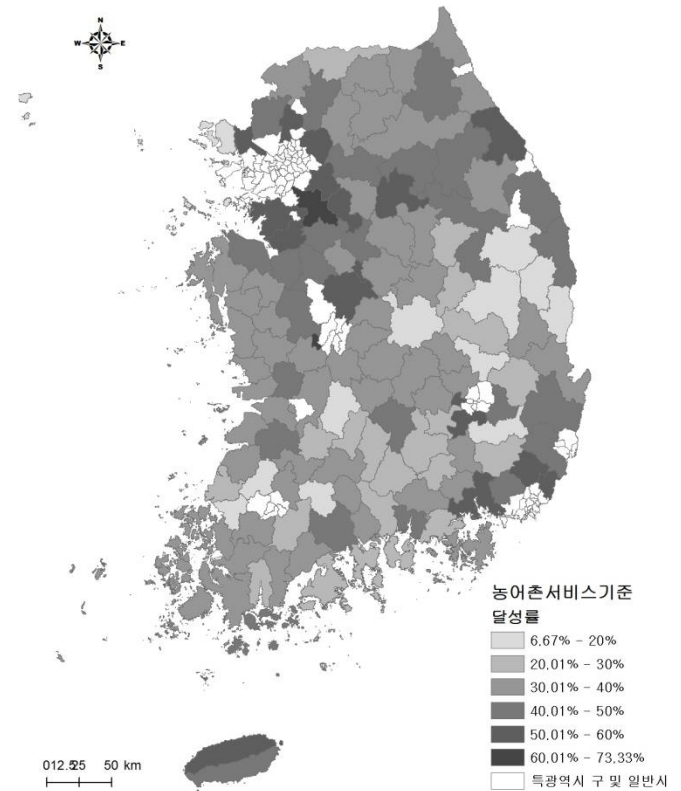 N
W E
S
농어촌서비스기준
달성률
6.67% - 20%
20.01% - 30%
30.01% - 40%
40.01% - 50%
50.01% - 60%
60.01% - 73.33%
특광역시 구 및 일반시
012.525 50 km